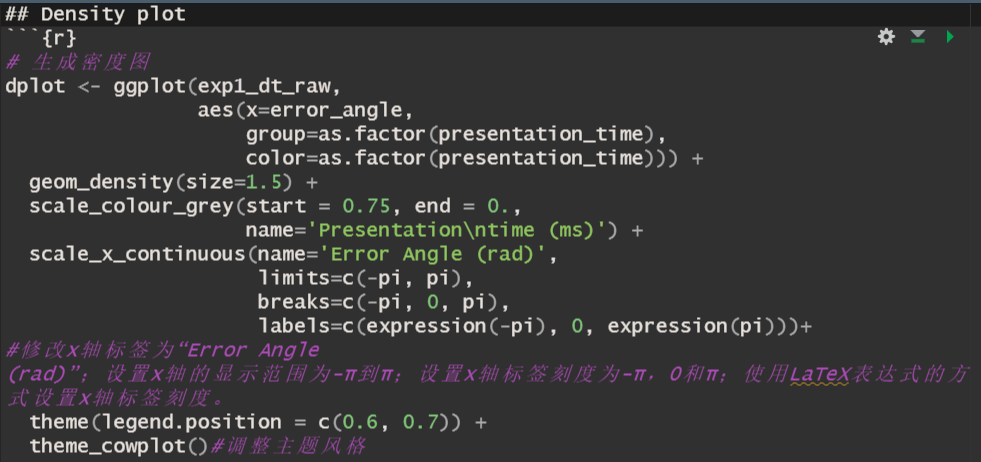 ## Density plot
```{r}
# 生成密度图
dplot <- ggplot(exp1_dt_raw,
                aes(x=error_angle,
                    group=as.factor(presentation_time),
                    color=as.factor(presentation_time))) +
  geom_density(size=1.5) +
  scale_colour_grey(start = 0.75, end = 0.,
                    name='Presentation\ntime (ms)') +
  scale_x_continuous(name='Error Angle (rad)',
                     limits=c(-pi, pi),
                     breaks=c(-pi, 0, pi),
                     labels=c(expression(-pi), 0, expression(pi)))+
#修改x轴标签为“Error Angle
(rad)”；设置x轴的显示范围为-π到π；设置x轴标签刻度为-π，0和π；使用LaTeX表达式的方
式设置x轴标签刻度。
  theme(legend.position = c(0.6, 0.7)) +
  theme_cowplot()#调整主题风格